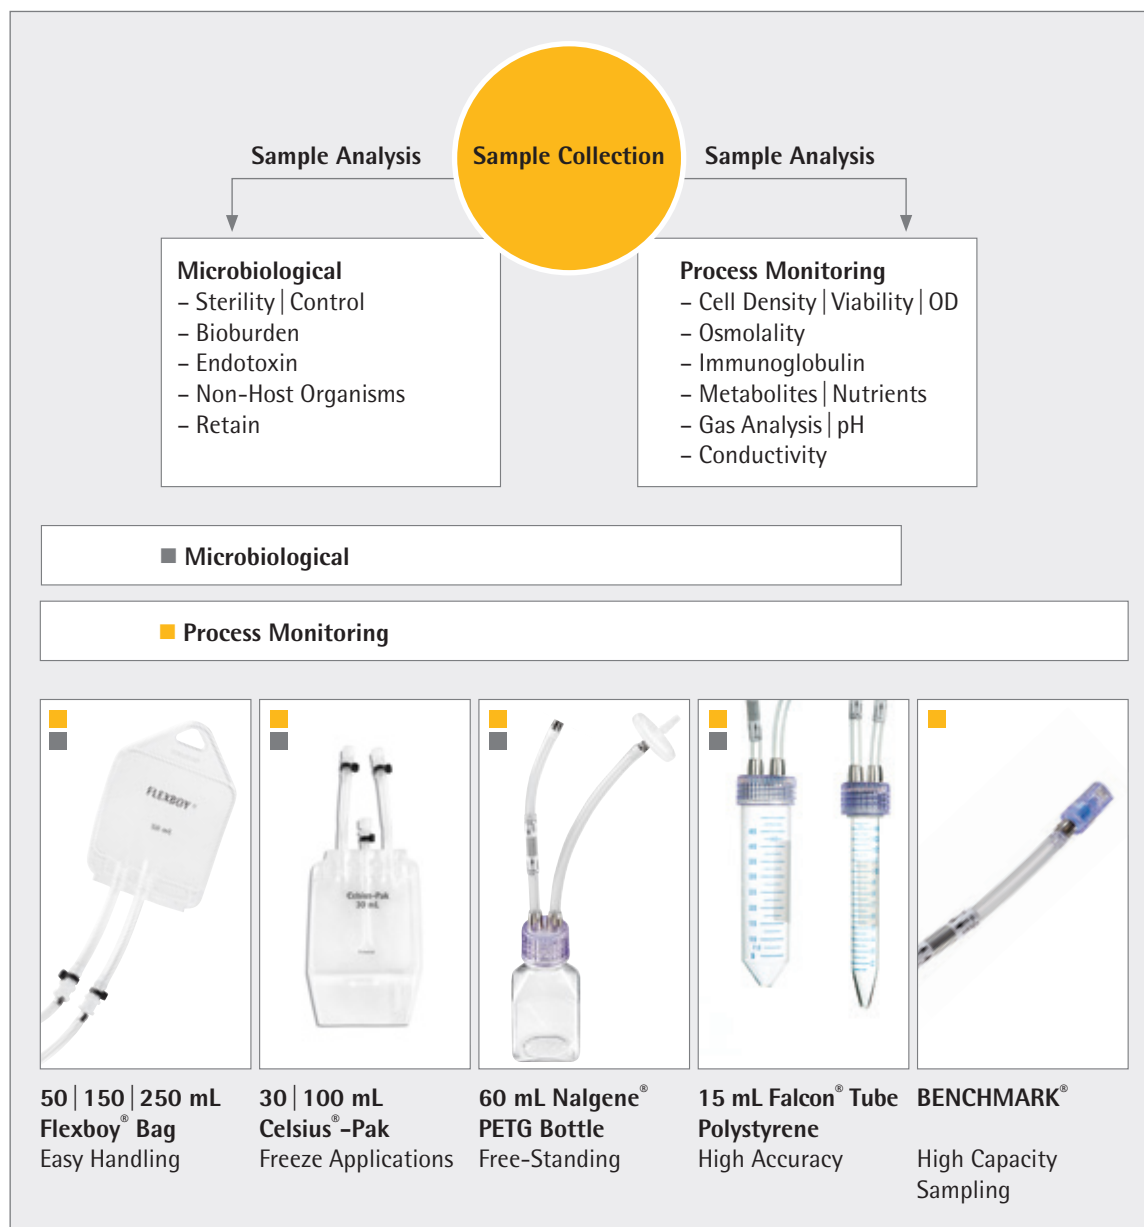 Sample Analysis
Sample Collection
Sample Analysis
Microbiological
– Sterility | Control
– Bioburden
– Endotoxin
– Non-Host Organisms
– Retain
Process Monitoring
– Cell Density | Viability | OD
– Osmolality
– Immunoglobulin
– Metabolites | Nutrients
– Gas Analysis | pH
– Conductivity
Microbiological
Process Monitoring
FLEXBOY®
50 ml
Celsius-Pak
30 mL
50 | 150 | 250 mL
Flexboy® Bag
Easy Handling
30 | 100 mL
Celsius®-Pak
Freeze Applications
60 mL Nalgene®
PETG Bottle
Free-Standing
15 mL Falcon® Tube
Polystyrene
High Accuracy
BENCHMARK®
High Capacity
Sampling